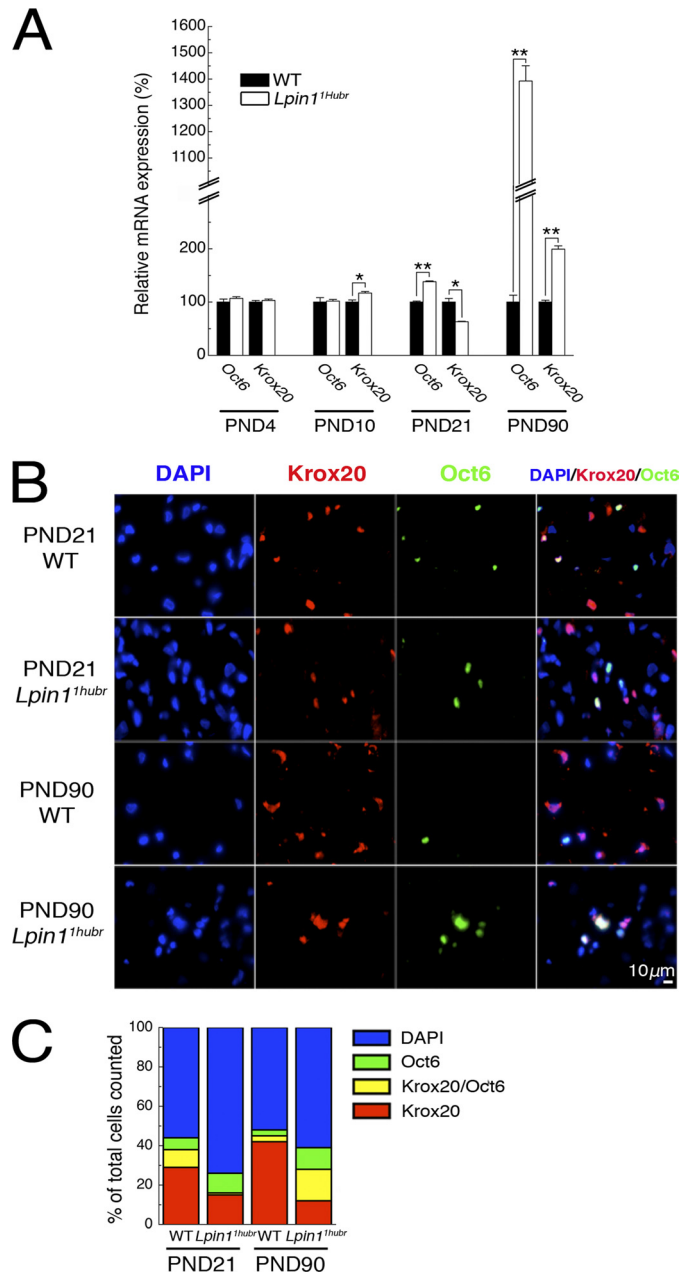 A
Relative mRNA expression (%)
1600
1500
1400
1300
1200
1100
200
100
0
WT
Lpin1 1Hubr
**
*
**
*
**
**
Oct6 Krox20 Oct6 Krox20 Oct6 Krox20 Oct6 Krox20
PND4 PND10 PND21 PND90
B
DAPI Krox20 Oct6 DAPI/Krox20/Oct6
PND21
WT
PND21
Lpin1 1hubr
PND90
WT
PND90
Lpin1 1hubr
10µm
C
% of total cells counted
100
80
60
40
20
0
DAPI
Oct6
Krox20/Oct6
Krox20
WT Lpin1 1hubr WT Lpin1 1hubr
PND21 PND90